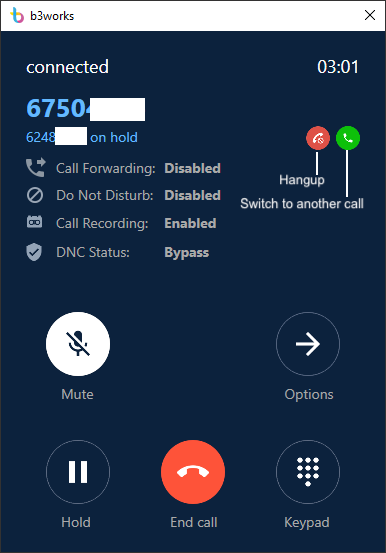 b3works
connected 03:01
6750
6248 on hold
Hangup
Switch to another call
Call Forwarding: Disabled
Do Not Disturb: Disabled
Call Recording: Enabled
DNC Status: Bypass
Mute Options
Hold End call Keypad